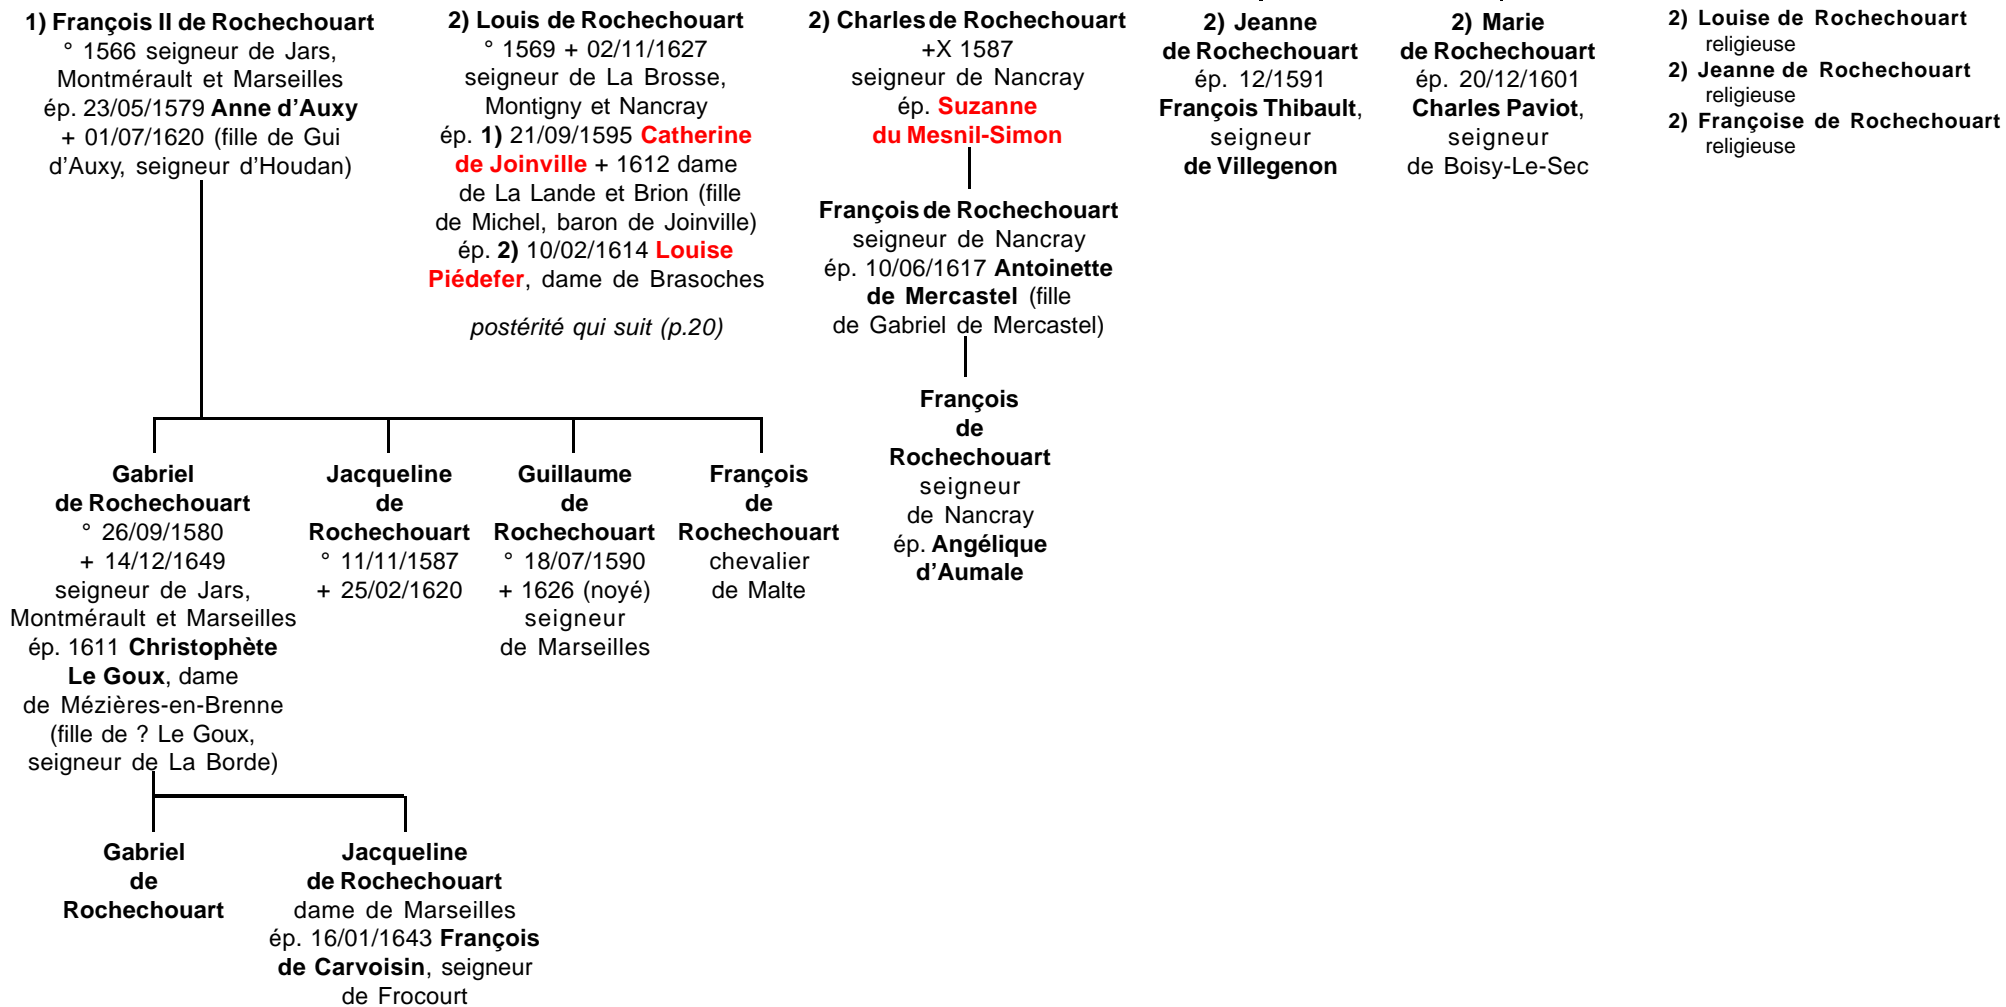 1) François II de Rochechouart
° 1566 seigneur de Jars,
Montmérault et Marseilles
ép. 23/05/1579 Anne d'Auxy
+ 01/07/1620 (fille de Gui
d'Auxy, seigneur d'Houdan)
2) Louis de Rochechouart
° 1569 + 02/11/1627
seigneur de La Brosse,
Montigny et Nancray
ép. 1) 21/09/1595 Catherine
de Joinville + 1612 dame
de La Lande et Brion (fille
de Michel, baron de Joinville)
ép. 2) 10/02/1614 Louise
Piédefer, dame de Brasoches
postérité qui suit (p.20)
2) Charles de Rochechouart
+X 1587
seigneur de Nancray
ép. Suzanne
du Mesnil-Simon
François de Rochechouart
seigneur de Nancray
ép. 10/06/1617 Antoinette
de Mercastel (fille
de Gabriel de Mercastel)
François
de
Rochechouart
seigneur
de Nancray
ép. Angélique
d'Aumale
2) Jeanne
de Rochechouart
ép. 12/1591
François Thibault,
seigneur
de Villegenon
2) Marie
de Rochechouart
ép. 20/12/1601
Charles Paviot,
seigneur
de Boisy-Le-Sec
2) Louise de Rochechouart
religieuse
2) Jeanne de Rochechouart
religieuse
2) Françoise de Rochechouart
religieuse
Gabriel
de Rochechouart
° 26/09/1580
+ 14/12/1649
seigneur de Jars,
Montmérault et Marseilles
ép. 1611 Christophète
Le Goux, dame
de Mézières-en-Brenne
(fille de ? Le Goux,
seigneur de La Borde)
Jacqueline
de
Rochechouart
° 11/11/1587
+ 25/02/1620
Guillaume
de
Rochechouart
° 18/07/1590
+ 1626 (noyé)
seigneur
de Marseilles
François
de
Rochechouart
chevalier
de Malte
Gabriel
de
Rochechouart
Jacqueline
de Rochechouart
dame de Marseilles
ép. 16/01/1643 François
de Carvoisin, seigneur
de Frocourt